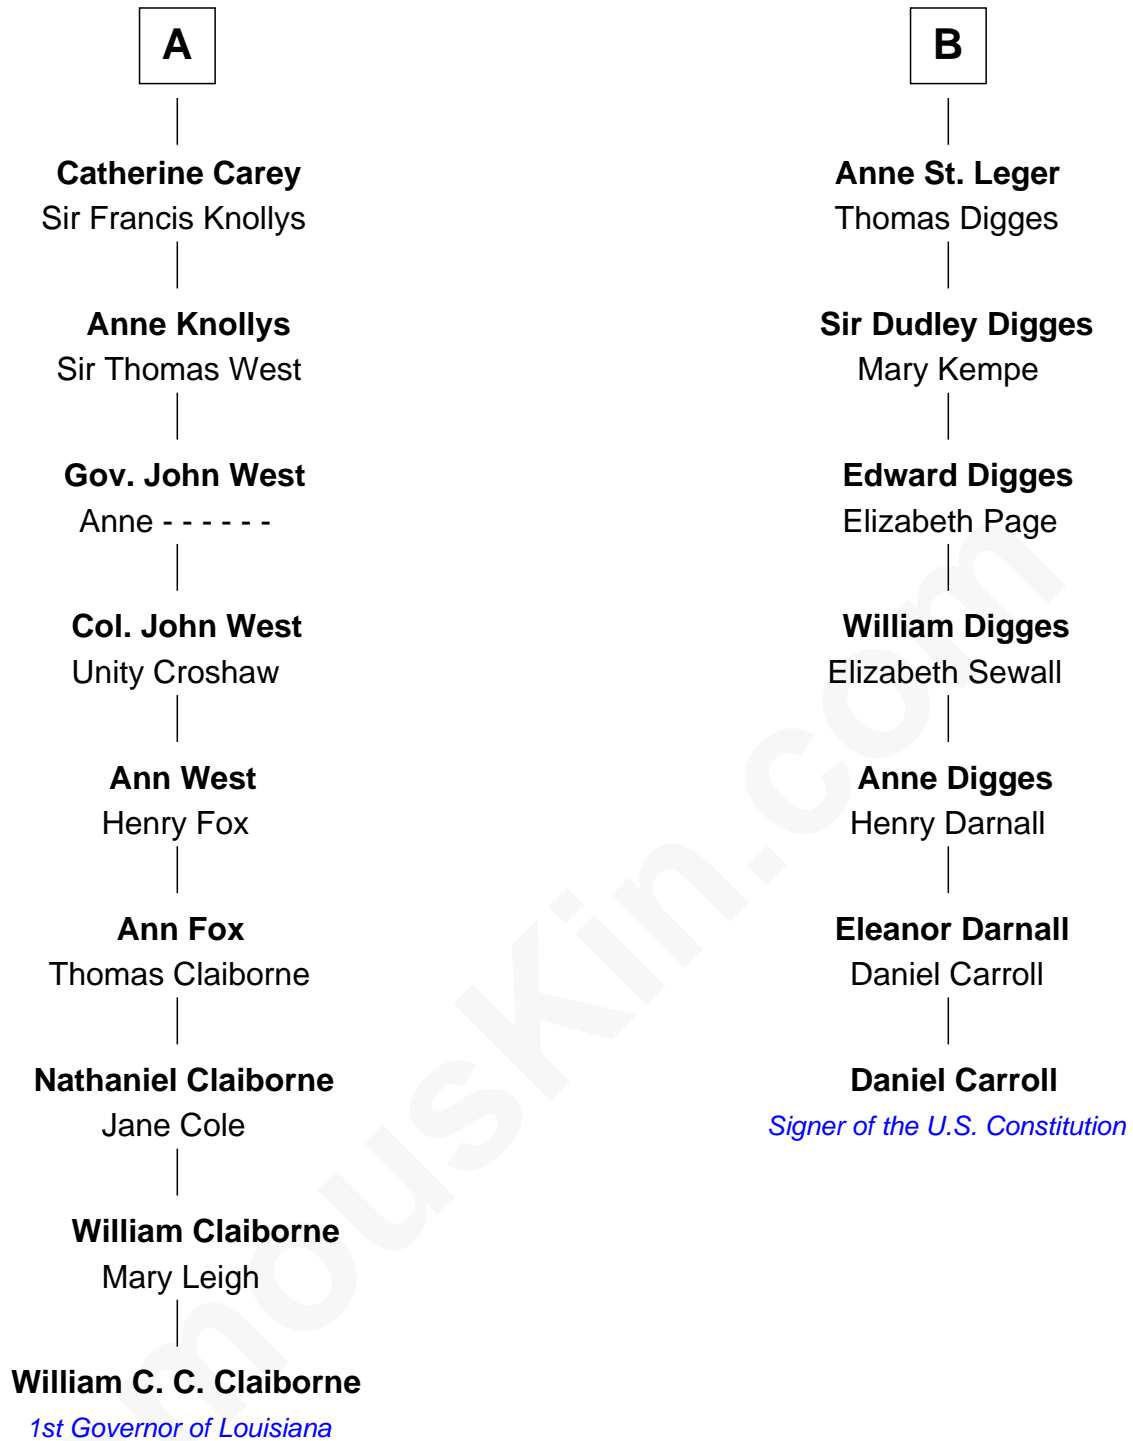 A
Catherine Carey
Sir Francis Knollys
Anne Knollys
Sir Thomas West
Gov. John West
Anne - - - - - -
Col. John West
Unity Croshaw
Ann West
Henry Fox
Ann Fox
Thomas Claiborne
Nathaniel Claiborne
Jane Cole
William Claiborne
Mary Leigh
William C. C. Claiborne
1st Governor of Louisiana
B
Anne St. Leger
Thomas Digges
Sir Dudley Digges
Mary Kempe
Edward Digges
Elizabeth Page
William Digges
Elizabeth Sewall
Anne Digges
Henry Darnall
Eleanor Darnall
Daniel Carroll
Daniel Carroll
Signer of the U.S. Constitution
mousKin.com